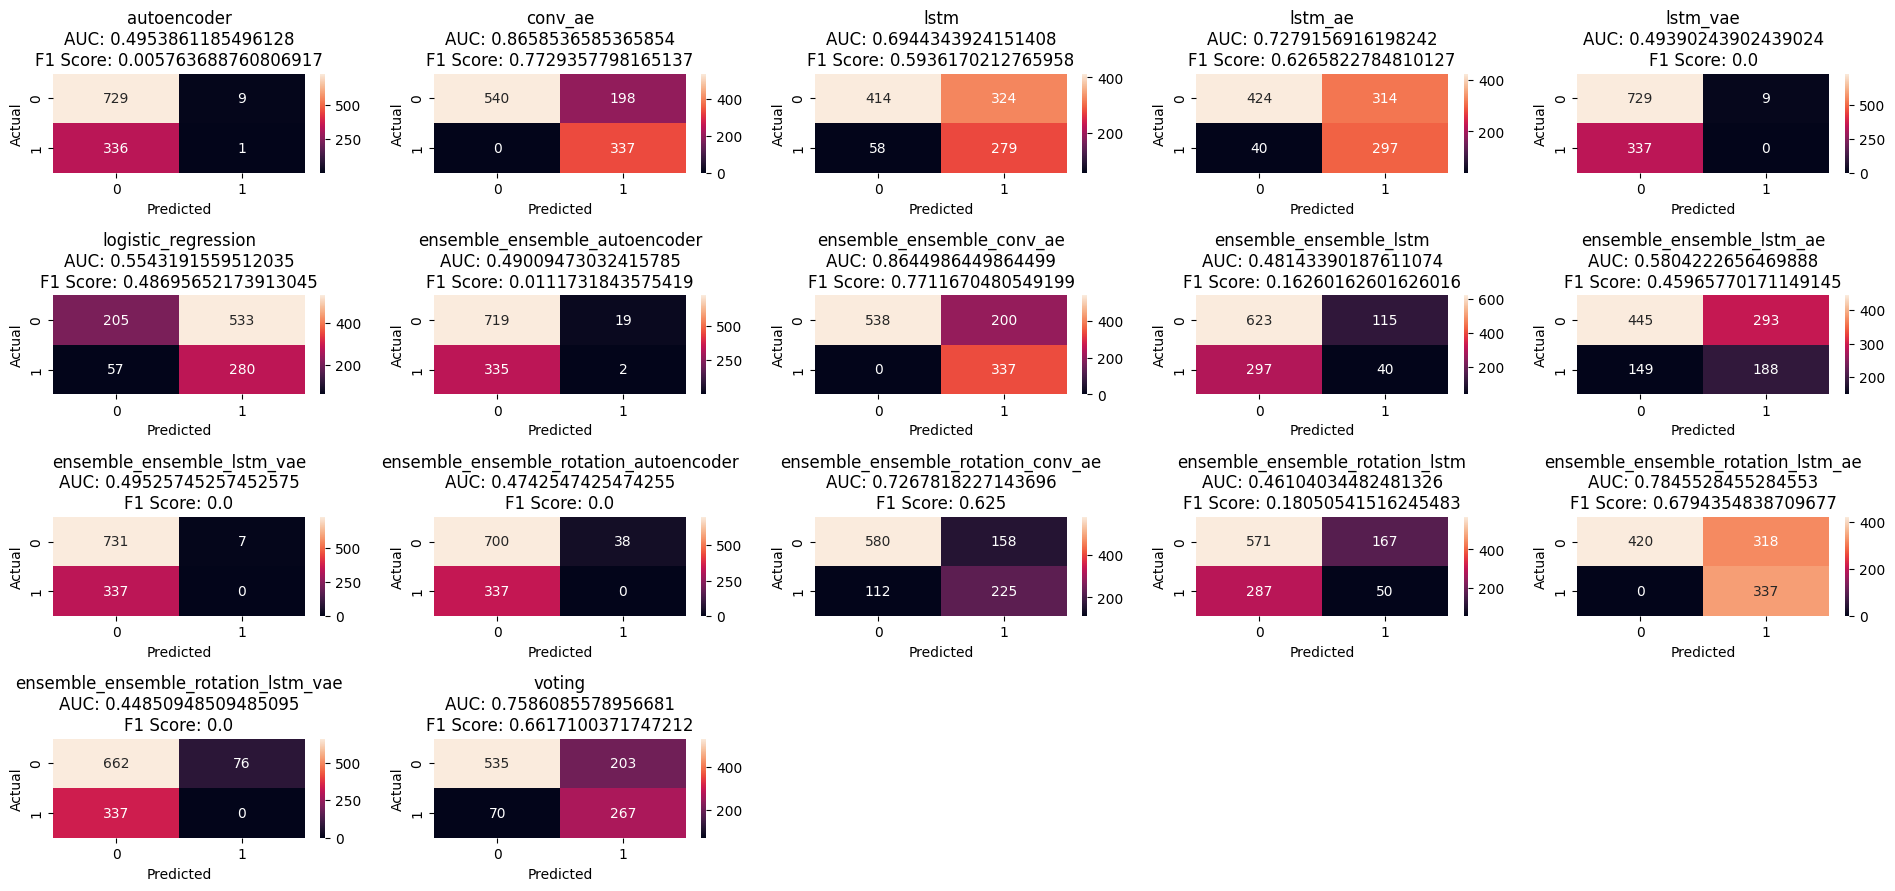 autoencoder
AUC: 0.4953861185496128
F1 Score: 0.005763688760806917
Actual
0
729
9
1
336
1
0
1
Predicted
500
250
conv_ae
AUC: 0.8658536585365854
F1 Score: 0.7729357798165137
Actual
0
540
198
1
0
337
0
1
Predicted
400
200
0
lstm
AUC: 0.6944343924151408
F1 Score: 0.5936170212765958
Actual
0
414
324
1
58
279
0
1
Predicted
400
200
lstm_ae
AUC: 0.7279156916198242
F1 Score: 0.6265822784810127
Actual
0
424
314
1
40
297
0
1
Predicted
400
200
lstm_vae
AUC: 0.49390243902439024
F1 Score: 0.0
Actual
0
729
9
1
337
0
0
1
Predicted
500
250
0
logistic_regression
AUC: 0.5543191559512035
F1 Score: 0.48695652173913045
Actual
0
205
533
1
57
280
0
1
Predicted
400
200
ensemble_ensemble_autoencoder
AUC: 0.49009473032415785
F1 Score: 0.0111731843575419
Actual
0
719
19
1
335
2
0
1
Predicted
500
250
ensemble_ensemble_conv_ae
AUC: 0.8644986449864499
F1 Score: 0.7711670480549199
Actual
0
538
200
1
0
337
0
1
Predicted
400
200
0
ensemble_ensemble_lstm
AUC: 0.48143390187611074
F1 Score: 0.16260162601626016
Actual
0
623
115
1
297
40
0
1
Predicted
600
400
200
ensemble_ensemble_lstm_ae
AUC: 0.58042222656469888
F1 Score: 0.45965770171149145
Actual
0
445
293
1
149
188
0
1
Predicted
400
300
200
ensemble_ensemble_lstm_vae
AUC: 0.49525745257452575
F1 Score: 0.0
Actual
0
731
7
1
337
0
0
1
Predicted
500
250
0
ensemble_ensemble_rotation_autoencoder
AUC: 0.4742547425474255
F1 Score: 0.0
Actual
0
700
38
1
337
0
0
1
Predicted
500
250
0
ensemble_ensemble_rotation_conv_ae
AUC: 0.7267818227143696
F1 Score: 0.625
Actual
0
580
158
1
112
225
0
1
Predicted
400
200
ensemble_ensemble_rotation_lstm
AUC: 0.46104034482481326
F1 Score: 0.18050541516245483
Actual
0
571
167
1
287
50
0
1
Predicted
400
200
ensemble_ensemble_rotation_lstm_ae
AUC: 0.7845528455284553
F1 Score: 0.6794354838709677
Actual
0
420
318
1
0
337
0
1
Predicted
400
200
0
ensemble_ensemble_rotation_lstm_vae
AUC: 0.44850948509485095
F1 Score: 0.0
Actual
0
662
76
1
337
0
0
1
Predicted
500
250
0
voting
AUC: 0.7586085578956681
F1 Score: 0.6617100371747212
Actual
0
535
203
1
70
267
0
1
Predicted
400
200